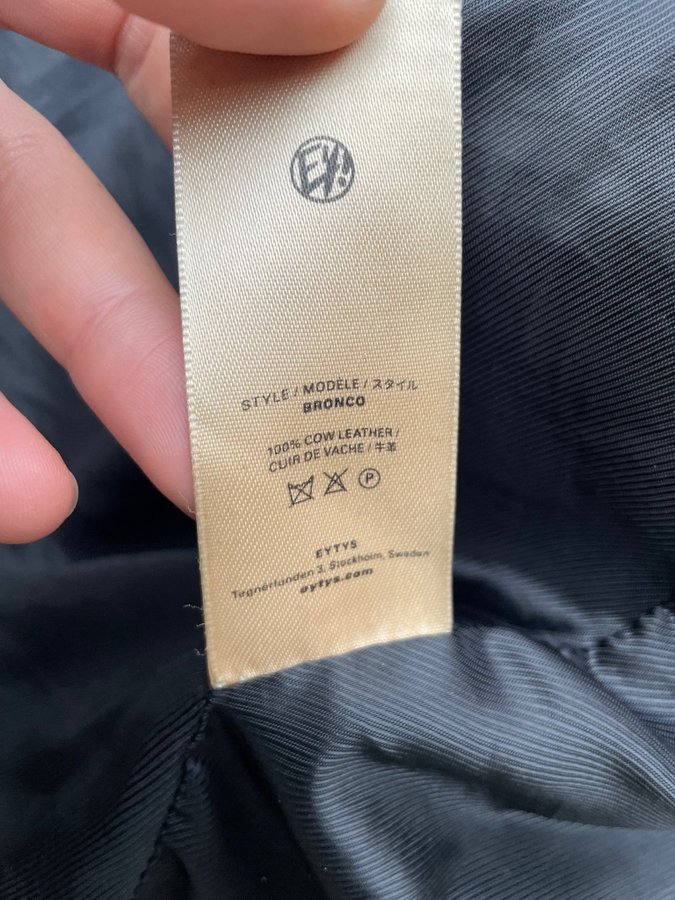 EY!
STYLE / MODÈLE / スタイル
BRONCO
100% COW LEATHER /
CUIR DE VACHE / 牛革
P
EYTYS
Tegnérlunden 3, Stockholm, Sweden
eytys.com